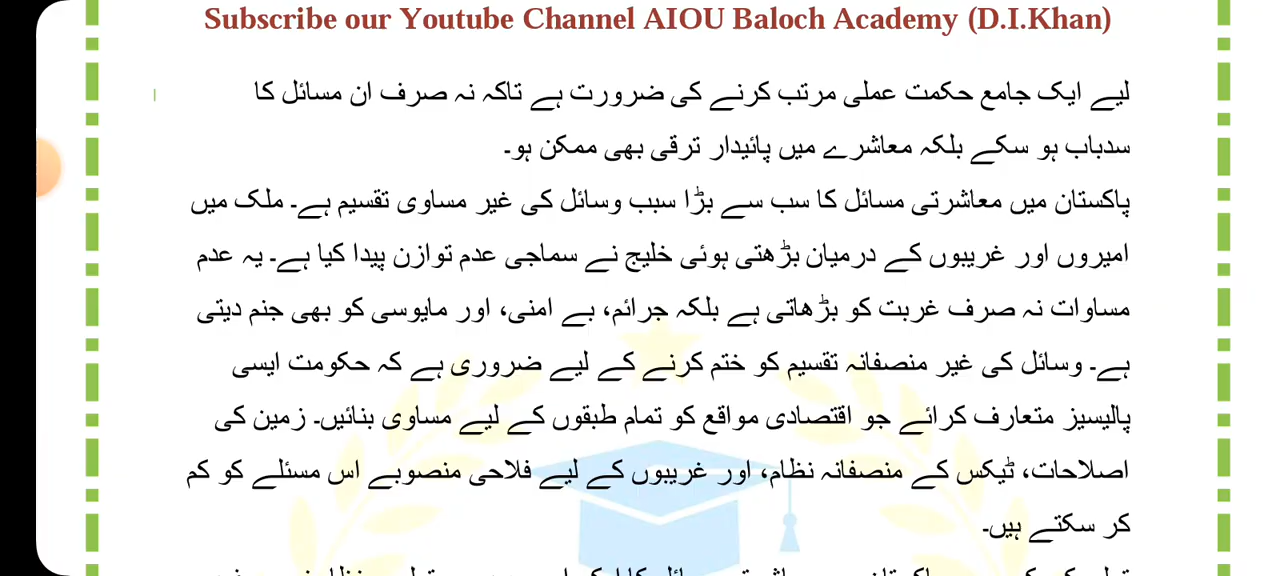 Subscribe our Youtube Channel AIOU Baloch Academy (D.I.Khan)
لیے ایک جامع حکمت عملی مرتب کرنے کی ضرورت ہے تاکہ نہ صرف ان مسائل کا
سدباب ہو سکے بلکہ معاشرے میں پائیدار ترقی بھی ممکن ہو۔
پاکستان میں معاشرتی مسائل کا سب سے بڑا سبب وسائل کی غیر مساوی تقسیم ہے۔ ملک میں
امیروں اور غریبوں کے درمیان بڑھتی ہوئی خلیج نے سماجی عدم توازن پیدا کیا ہے۔ یہ عدم
مساوات نہ صرف غربت کو بڑھاتی ہے بلکہ جرائم، بے امنی، اور مایوسی کو بھی جنم دیتی
ہے۔ وسائل کی غیر منصفانہ تقسیم کو ختم کرنے کے لیے ضروری ہے کہ حکومت ایسی
پالیسیز متعارف کرائے جو اقتصادی مواقع کو تمام طبقوں کے لیے مساوی بنائیں۔ زمین کی
اصلاحات، ٹیکس کے منصفانہ نظام، اور غریبوں کے لیے فلاحی منصوبے اس مسئلے کو کم
کر سکتے ہیں۔